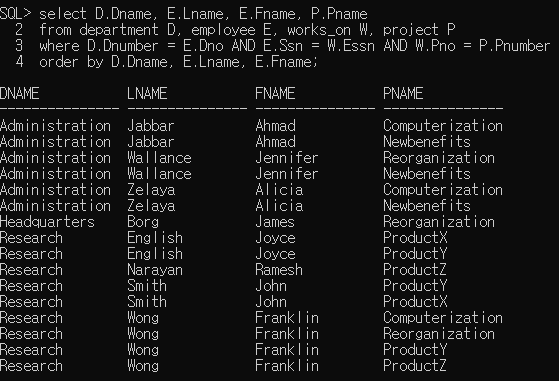 SQL> select D.Dname, E.Lname, E.Fname, P.Pname
2 from department D, employee E, works_on W, project P
3 where D.Dnumber = E.Dno AND E.Ssn = W.Essn AND W.Pno = P.Pnumber
4 order by D.Dname, E.Lname, E.Fname;
DNAME LNAME FNAME PNAME
--------------- --------------- --------------- ---------------
Administration Jabbar Ahmad Computerization
Administration Jabbar Ahmad Newbenefits
Administration Wallance Jennifer Reorganization
Administration Wallance Jennifer Newbenefits
Administration Zelaya Alicia Computerization
Administration Zelaya Alicia Newbenefits
Headquarters Borg James Reorganization
Research English Joyce ProductX
Research English Joyce ProductY
Research Narayan Ramesh ProductZ
Research Smith John ProductY
Research Smith John ProductX
Research Wong Franklin Computerization
Research Wong Franklin Reorganization
Research Wong Franklin ProductY
Research Wong Franklin ProductZ